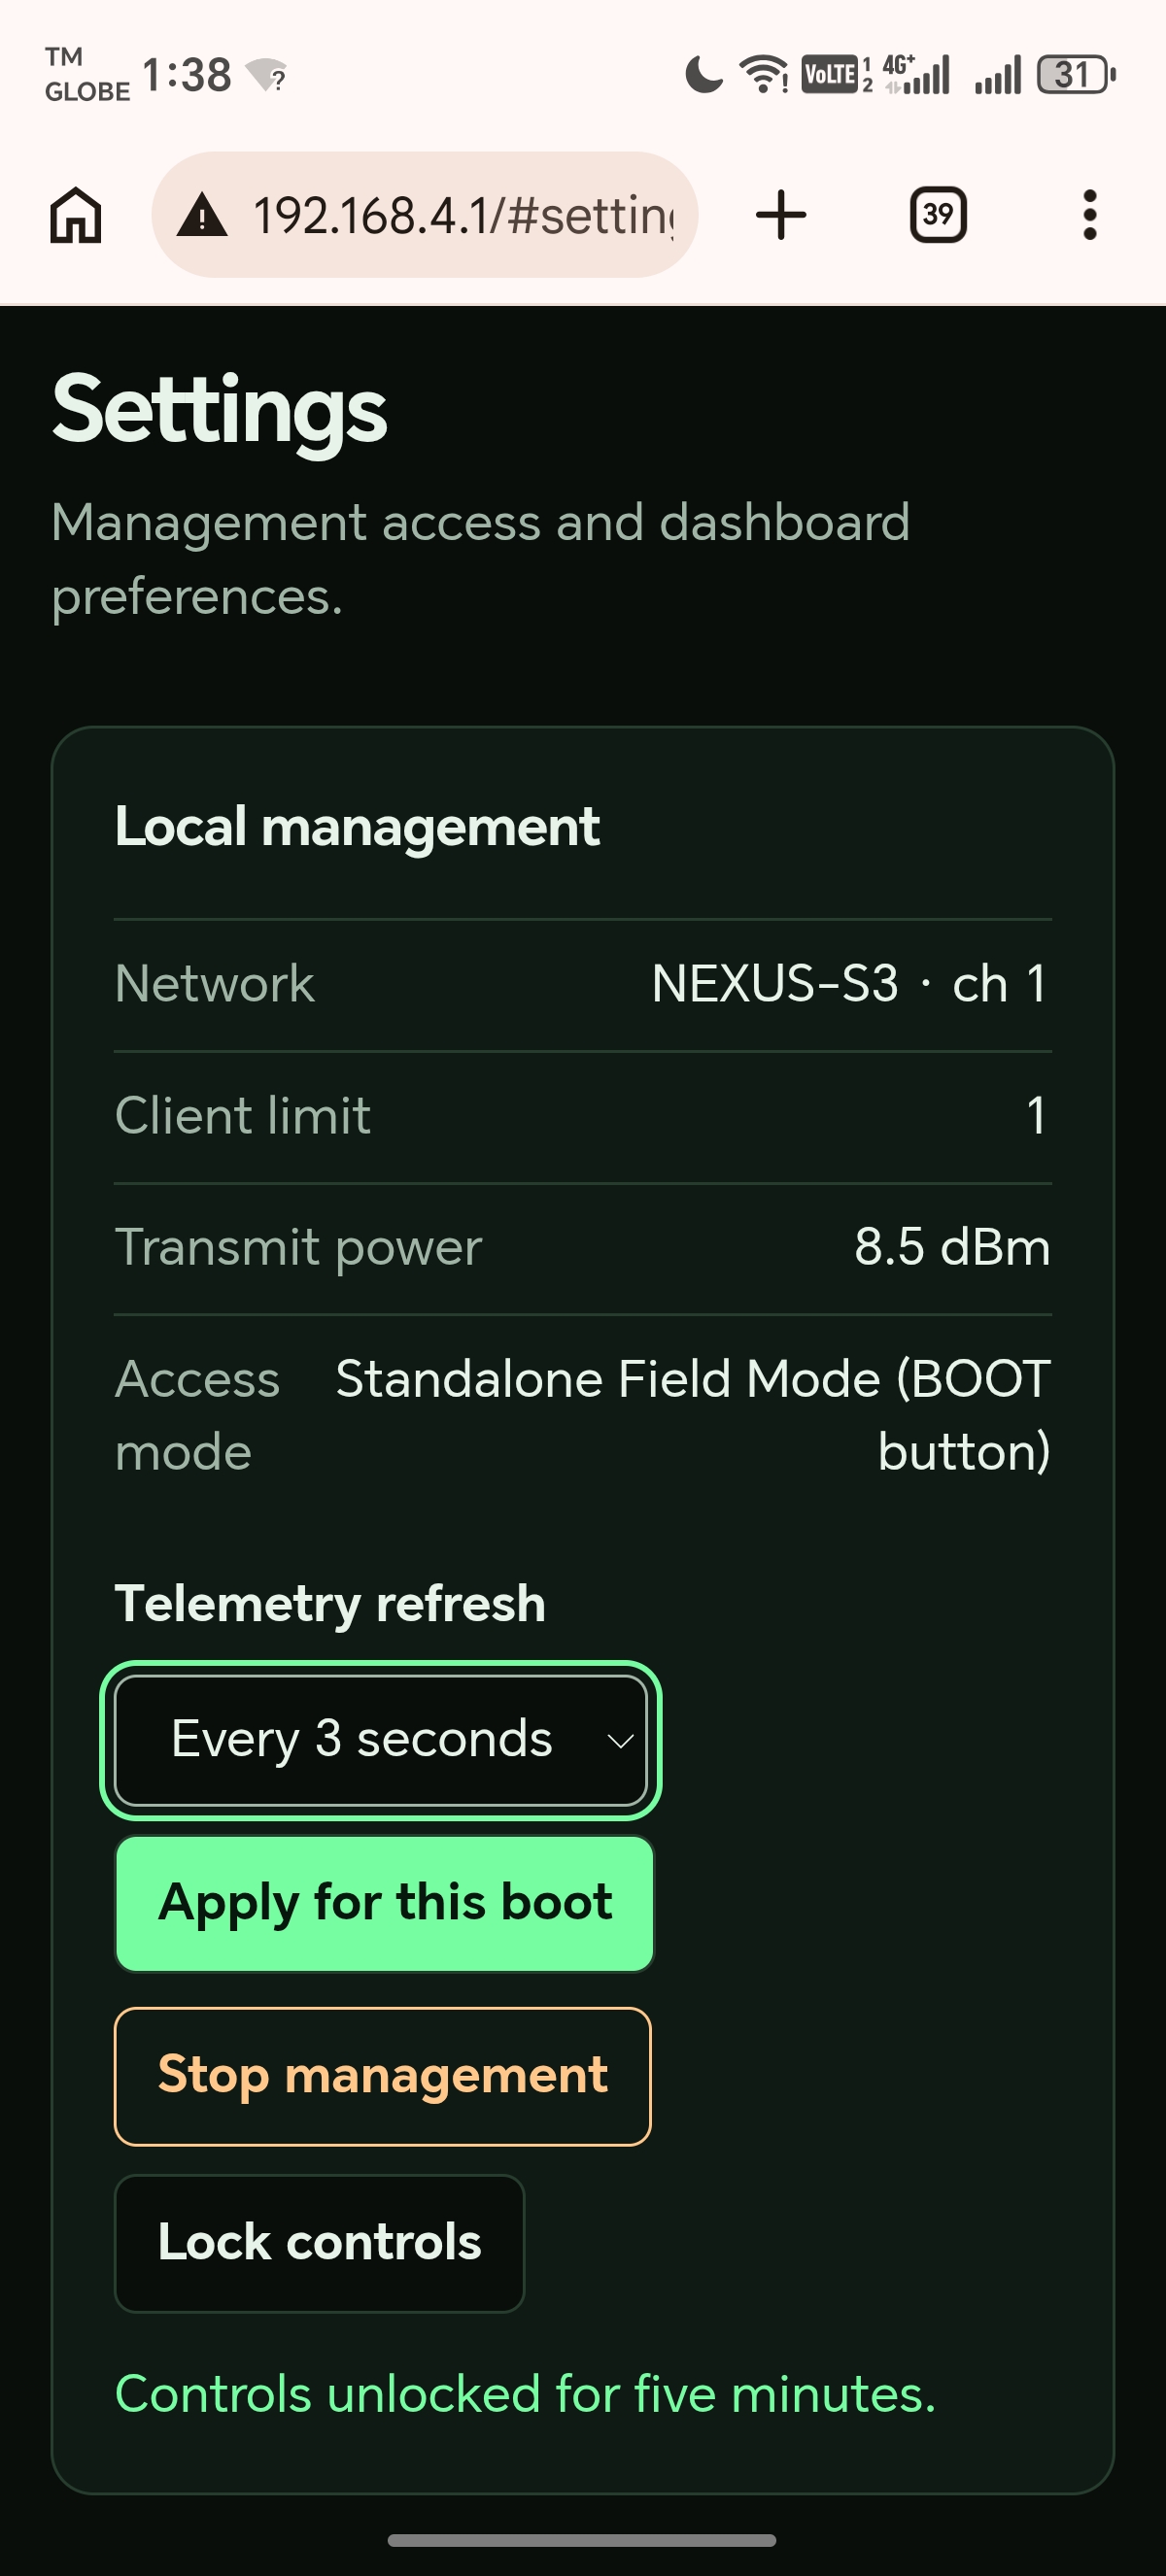 TM
GLOBE
1:38
?
VoLTE 1 2
4G+
31
192.168.4.1/#settin
39
Settings
Management access and dashboard
preferences.
Local management
Network NEXUS-S3 · ch 1
Client limit 1
Transmit power 8.5 dBm
Access Standalone Field Mode (BOOT
mode button)
Telemetry refresh
Every 3 seconds
Apply for this boot
Stop management
Lock controls
Controls unlocked for five minutes.